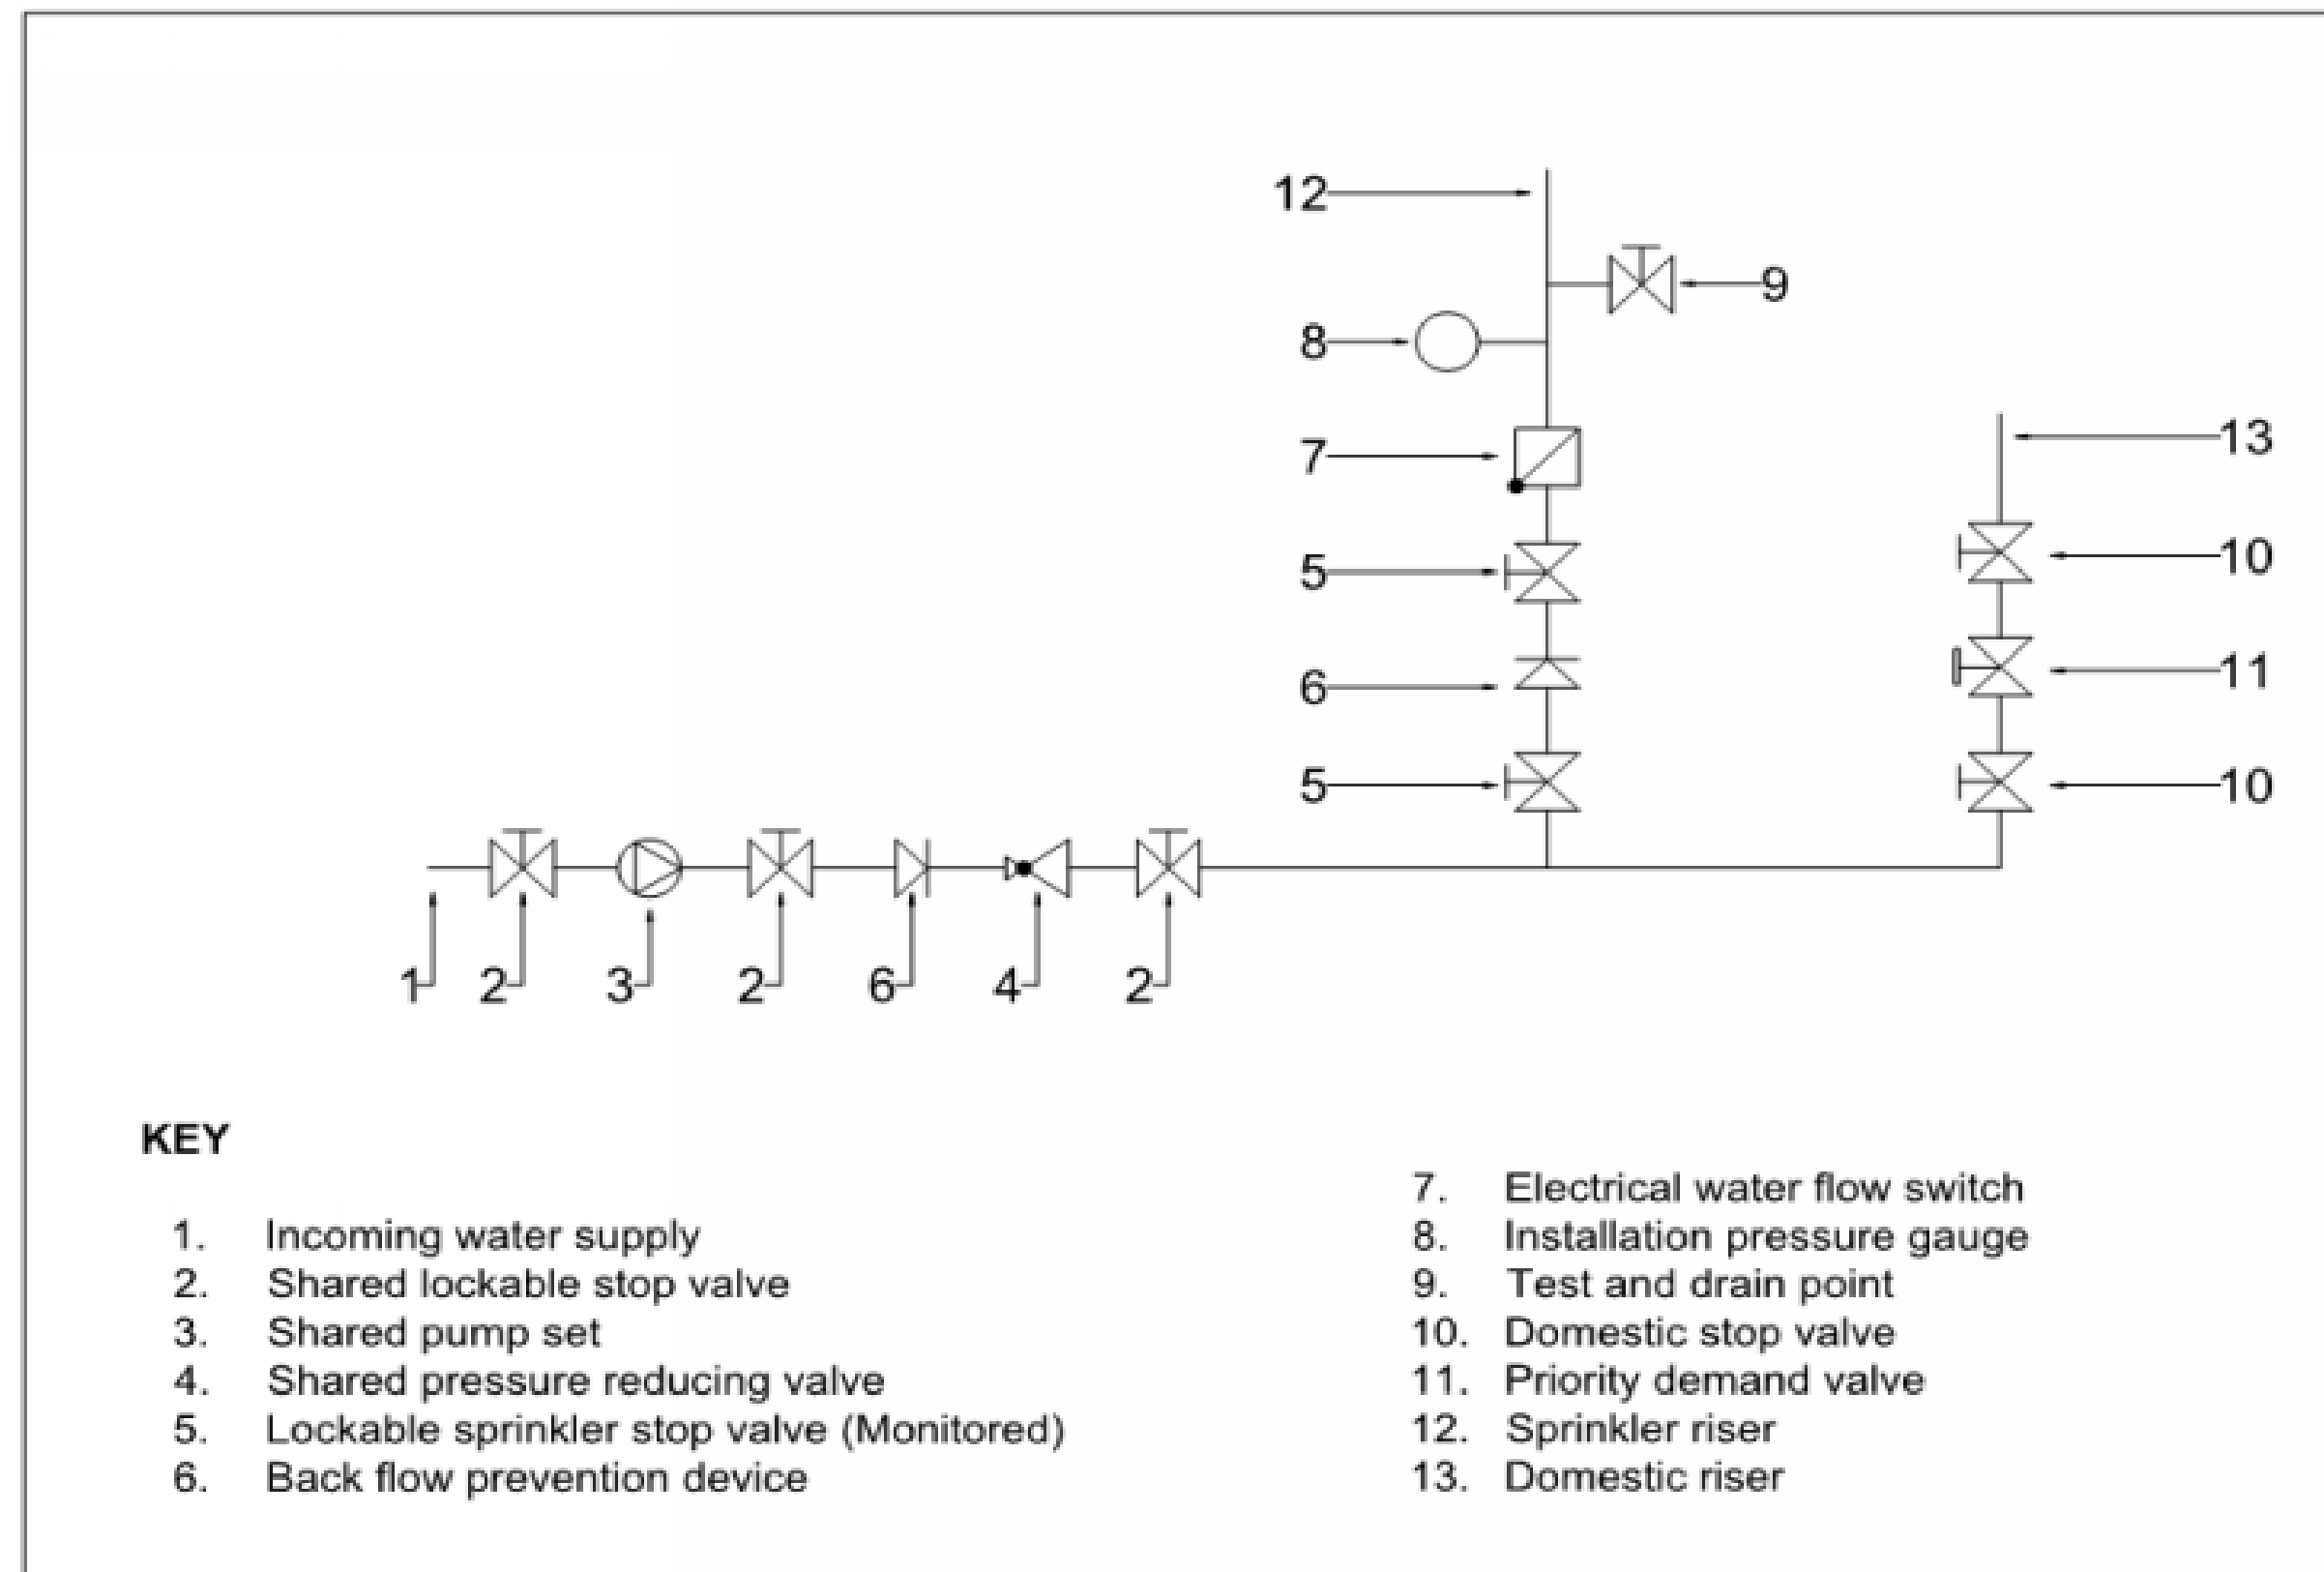 12
9
8
13
7
5
10
6
11
5
10
1 2 3 2 6 4 2
KEY
1. Incoming water supply
2. Shared lockable stop valve
3. Shared pump set
4. Shared pressure reducing valve
5. Lockable sprinkler stop valve (Monitored)
6. Back flow prevention device
7. Electrical water flow switch
8. Installation pressure gauge
9. Test and drain point
10. Domestic stop valve
11. Priority demand valve
12. Sprinkler riser
13. Domestic riser